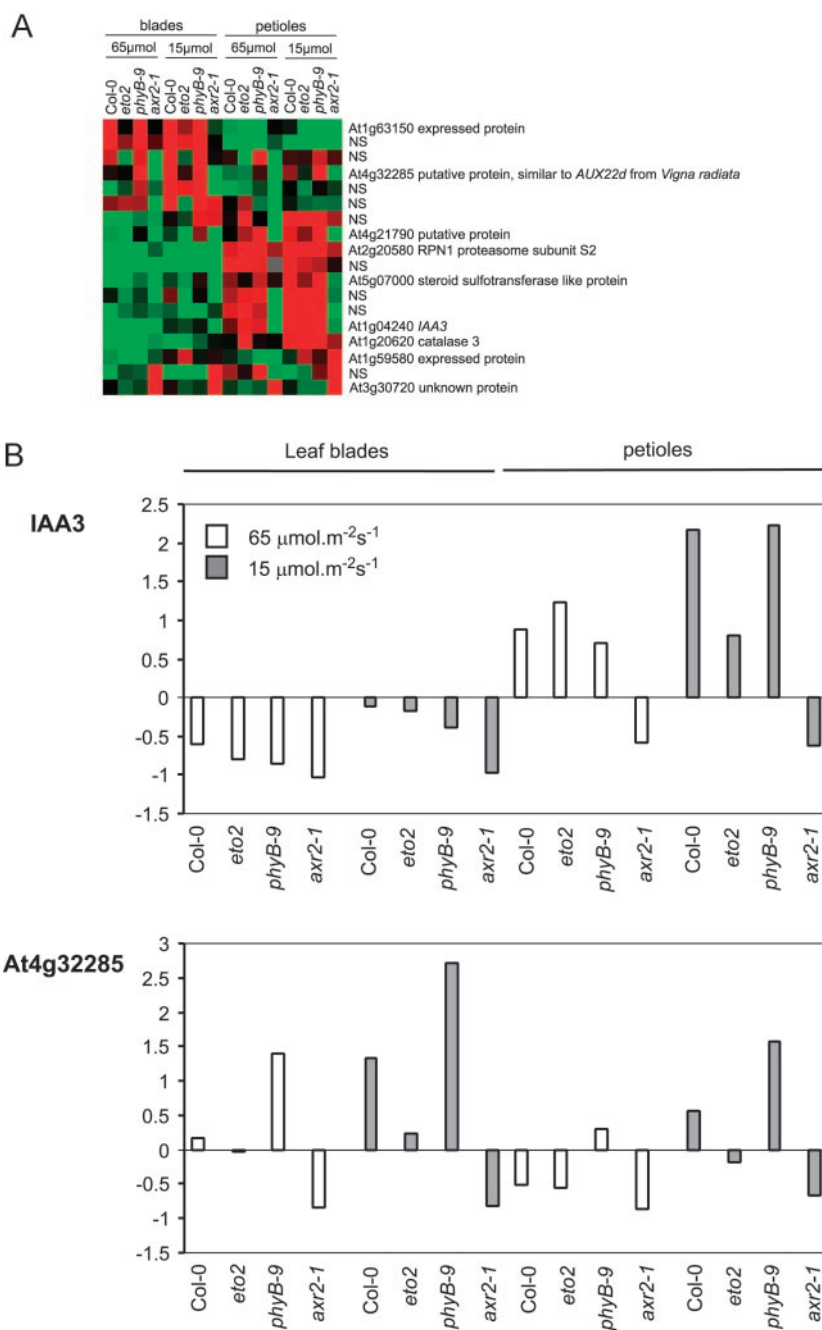 A
blades petioles
65µmol 15µmol 65µmol 15µmol
Col-0 eto2 phyB-9 axr2-1 Col-0 eto2 phyB-9 axr2-1 Col-0 eto2 phyB-9 axr2-1 Col-0 eto2 phyB-9 axr2-1
At1g63150 expressed protein
NS
NS
At4g32285 putative protein, similar to AUX22d from Vigna radiata
NS
NS
NS
At4g21790 putative protein
At2g20580 RPN1 proteasome subunit S2
NS
At5g07000 steroid sulfotransferase like protein
NS
NS
At1g04240 IAA3
At1g20620 catalase 3
At1g59580 expressed protein
NS
At3g30720 unknown protein
B
Leaf blades petioles
IAA3
2.5
2
1.5
1
0.5
0
-0.5
-1
-1.5
65 µmol.m⁻²s⁻¹
15 µmol.m⁻²s⁻¹
Col-0 eto2 phyB-9 axr2-1 Col-0 eto2 phyB-9 axr2-1 Col-0 eto2 phyB-9 axr2-1 Col-0 eto2 phyB-9 axr2-1
At4g32285
3
2.5
2
1.5
1
0.5
0
-0.5
-1
-1.5
Col-0 eto2 phyB-9 axr2-1 Col-0 eto2 phyB-9 axr2-1 Col-0 eto2 phyB-9 axr2-1 Col-0 eto2 phyB-9 axr2-1